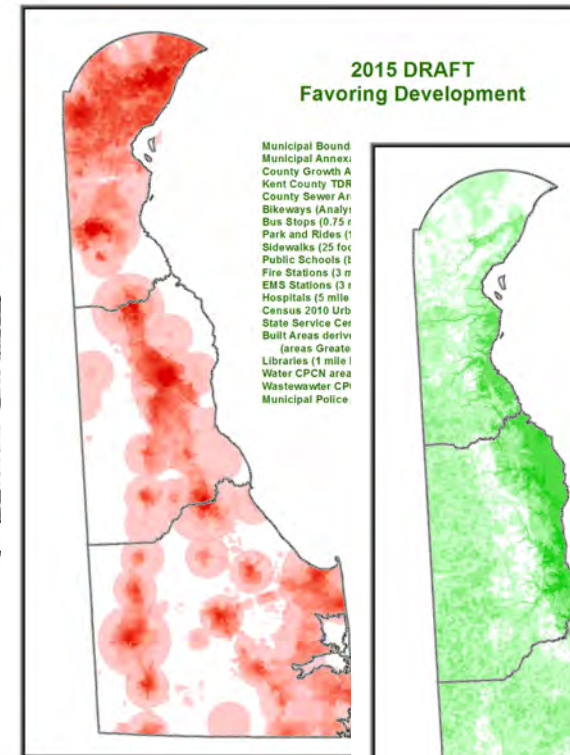 2015 DRAFT
Favoring Development
Municipal Bound
Municipal Annex
County Growth A
Kent County TDR
County Sewer Ar
Bikeways (Analy
Bus Stops (0.75
Park and Rides (
Sidewalks (25 foo
Public Schools (
Fire Stations (3 m
EMS Stations (3
Hospitals (5 mile
Census 2010 Urb
State Service Cen
Built Areas deriv
(areas Greate
Libraries (1 mile
Water CPCN area
Wastewawter CP
Municipal Police